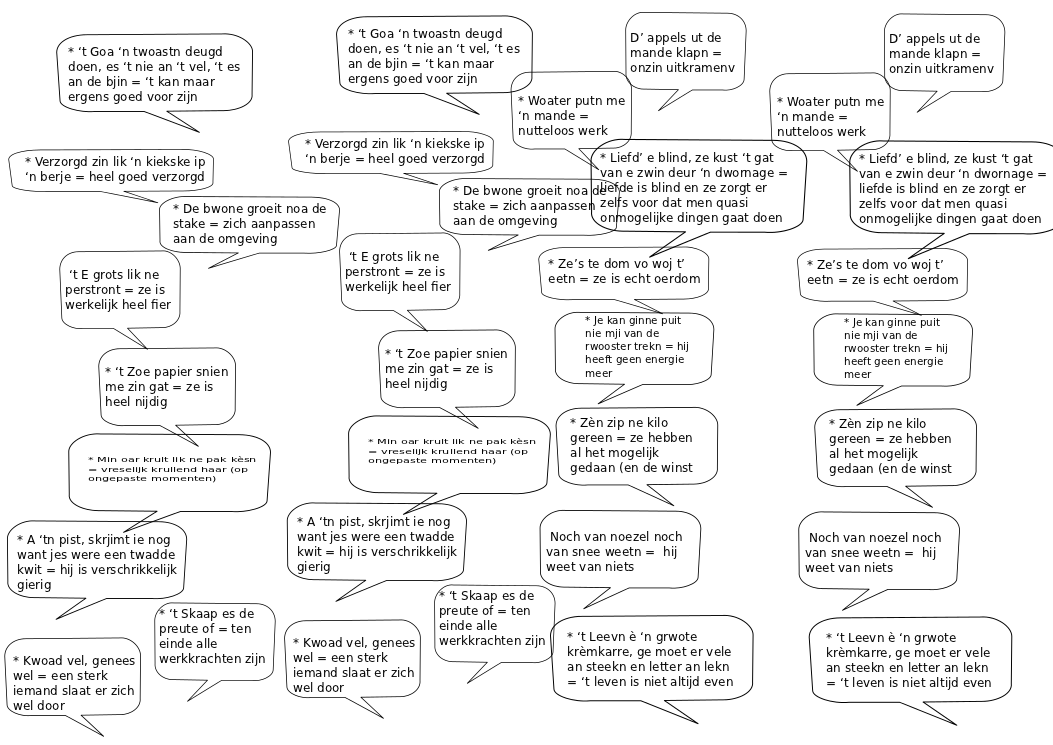 * ‘t Goa ‘n twoastn deugd
doen, es ‘t nie an ‘t vel, ‘t es
an de bjin = ‘t kan maar
ergens goed voor zijn
* ‘t Goa ‘n twoastn deugd
doen, es ‘t nie an ‘t vel, ‘t es
an de bjin = ‘t kan maar
ergens goed voor zijn
D’ appels ut de
mande klapn =
onzin uitkramenv
D’ appels ut de
mande klapn =
onzin uitkramenv
* Woater putn me
‘n mande =
nutteloos werk
* Woater putn me
‘n mande =
nutteloos werk
* Verzorgd zin lik ‘n kiekske ip
‘n berje = heel goed verzorgd
* Verzorgd zin lik ‘n kiekske ip
‘n berje = heel goed verzorgd
* Liefd’ e blind, ze kust ‘t gat
van e zwin deur ‘n dwornage =
liefde is blind en ze zorgt er
zelfs voor dat men quasi
onmogelijke dingen gaat doen
* Liefd’ e blind, ze kust ‘t gat
van e zwin deur ‘n dwornage =
liefde is blind en ze zorgt er
zelfs voor dat men quasi
onmogelijke dingen gaat doen
* De bwone groeit noa de
stake = zich aanpassen
aan de omgeving
* De bwone groeit noa de
stake = zich aanpassen
aan de omgeving
‘t E grots lik ne
perstront = ze is
werkelijk heel fier
‘t E grots lik ne
perstront = ze is
werkelijk heel fier
* Ze’s te dom vo woj t’
eetn = ze is echt oerdom
* Ze’s te dom vo woj t’
eetn = ze is echt oerdom
* Je kan ginne puit
nie mji van de
rwooster trekn = hij
heeft geen energie
meer
* Je kan ginne puit
nie mji van de
rwooster trekn = hij
heeft geen energie
meer
* ‘t Zoe papier snien
me zin gat = ze is
heel nijdig
* ‘t Zoe papier snien
me zin gat = ze is
heel nijdig
* Zèn zip ne kilo
gereen = ze hebben
al het mogelijk
gedaan (en de winst
* Zèn zip ne kilo
gereen = ze hebben
al het mogelijk
gedaan (en de winst
* Min oar krult lik ne pak kèsn
= vreselijk krullend haar (op
ongepaste momenten)
* Min oar krult lik ne pak kèsn
= vreselijk krullend haar (op
ongepaste momenten)
* A ‘tn pist, skrjimt ie nog
want jes were een twadde
kwit = hij is verschrikkelijk
gierig
* A ‘tn pist, skrjimt ie nog
want jes were een twadde
kwit = hij is verschrikkelijk
gierig
Noch van noezel noch
van snee weetn = hij
weet van niets
Noch van noezel noch
van snee weetn = hij
weet van niets
* ‘t Skaap es de
preute of = ten
einde alle
werkkrachten zijn
* ‘t Skaap es de
preute of = ten
einde alle
werkkrachten zijn
* Kwoad vel, genees
wel = een sterk
iemand slaat er zich
wel door
* Kwoad vel, genees
wel = een sterk
iemand slaat er zich
wel door
* ‘t Leevn è ‘n grwote
krèmkarre, ge moet er vele
an steekn en letter an lekn
= ‘t leven is niet altijd even
* ‘t Leevn è ‘n grwote
krèmkarre, ge moet er vele
an steekn en letter an lekn
= ‘t leven is niet altijd even